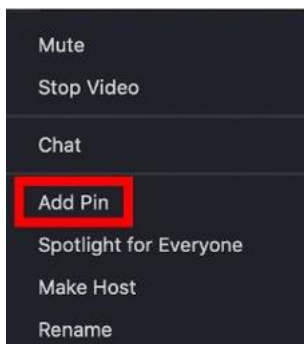 Mute
Stop Video
Chat
Add Pin
Spotlight for Everyone
Make Host
Rename